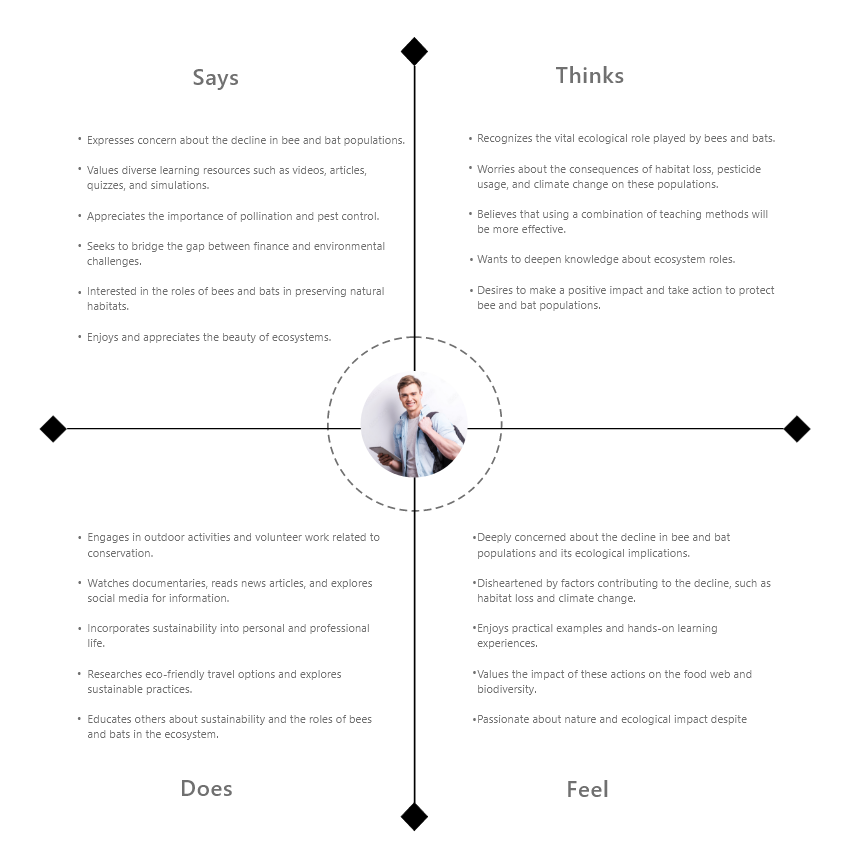 Says
• Expresses concern about the decline in bee and bat populations.
• Values diverse learning resources such as videos, articles,
quizzes, and simulations.
• Appreciates the importance of pollination and pest control.
• Seeks to bridge the gap between finance and environmental
challenges.
• Interested in the roles of bees and bats in preserving natural
habitats.
• Enjoys and appreciates the beauty of ecosystems.
Thinks
• Recognizes the vital ecological role played by bees and bats.
• Worries about the consequences of habitat loss, pesticide
usage, and climate change on these populations.
• Believes that using a combination of teaching methods will
be more effective.
• Wants to deepen knowledge about ecosystem roles.
• Desires to make a positive impact and take action to protect
bee and bat populations.
• Engages in outdoor activities and volunteer work related to
conservation.
• Watches documentaries, reads news articles, and explores
social media for information.
• Incorporates sustainability into personal and professional
life.
• Researches eco-friendly travel options and explores
sustainable practices.
• Educates others about sustainability and the roles of bees
and bats in the ecosystem.
Does
•Deeply concerned about the decline in bee and bat
populations and its ecological implications.
•Disheartened by factors contributing to the decline, such as
habitat loss and climate change.
•Enjoys practical examples and hands-on learning
experiences.
•Values the impact of these actions on the food web and
biodiversity.
•Passionate about nature and ecological impact despite
Feel